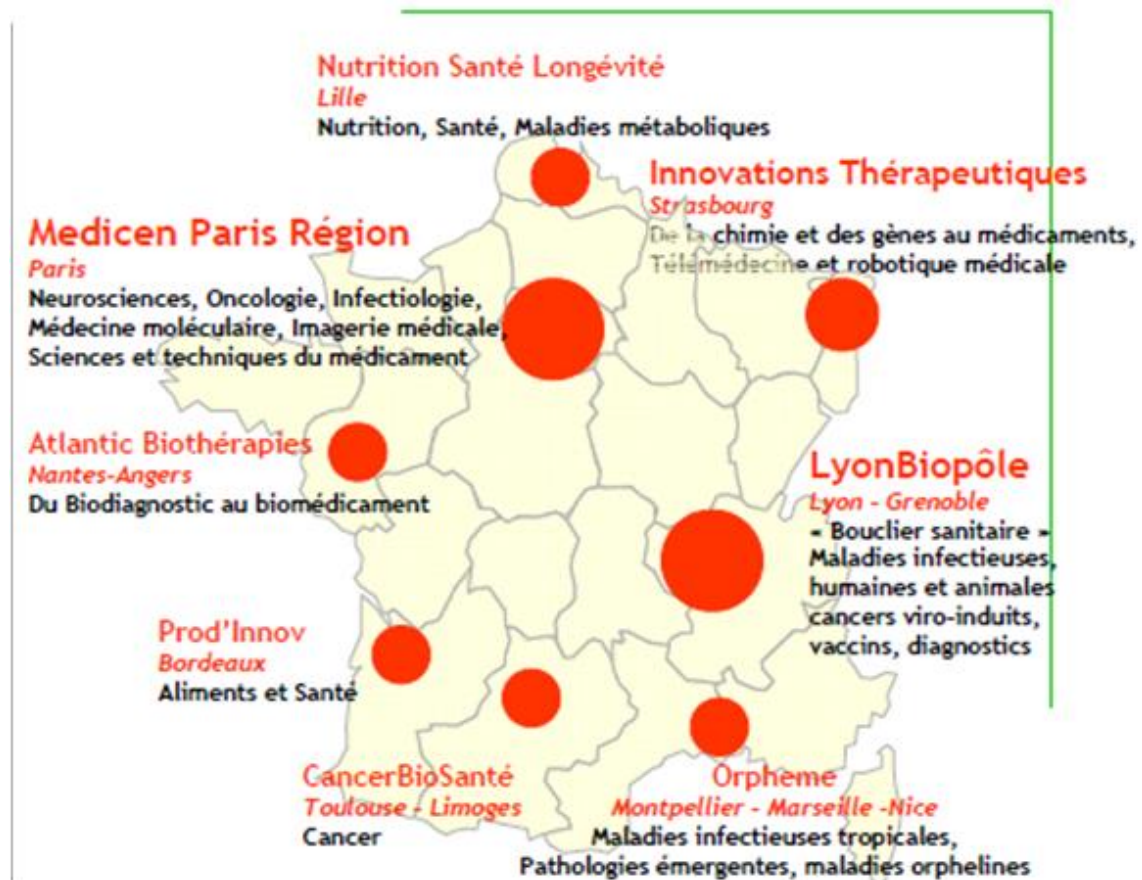 Nutrition Santé Longévité
Lille
Nutrition, Santé, Maladies métaboliques
Innovations Thérapeutiques
Strasbourg
De la chimie et des gènes au médicaments,
Télémédecine et robotique médicale
Medicen Paris Région
Paris
Neurosciences, Oncologie, Infectiologie,
Médecine moléculaire, Imagerie médicale,
Sciences et techniques du médicament
Atlantic Biothérapies
Nantes-Angers
Du Biodiagnostic au biomédicament
LyonBiopôle
Lyon - Grenoble
« Bouclier sanitaire »
Maladies infectieuses,
humaines et animales
cancers viro-induits,
vaccins, diagnostics
Prod'Innov
Bordeaux
Aliments et Santé
CancerBioSanté
Toulouse - Limoges
Cancer
Orpheme
Montpellier - Marseille -Nice
Maladies infectieuses tropicales,
Pathologies émergentes, maladies orphelines